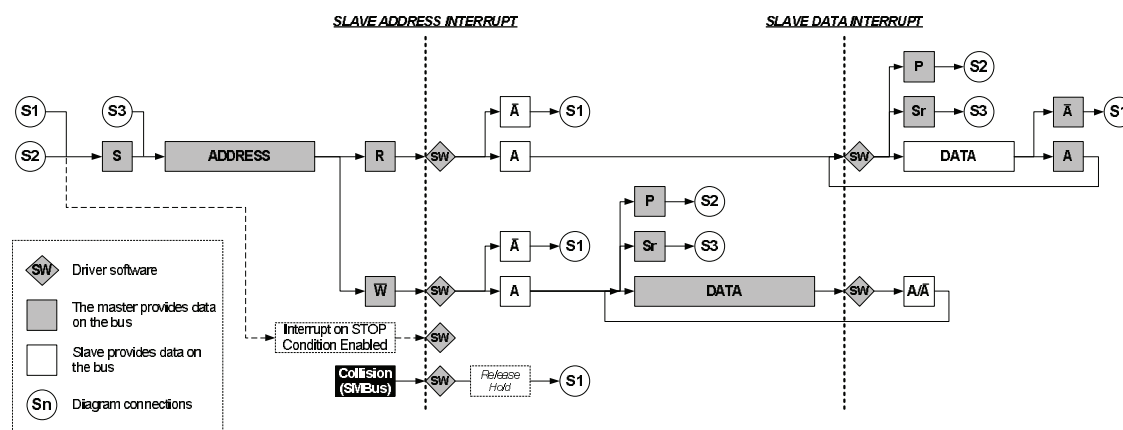 SLAVE ADDRESS INTERRUPT
SLAVE DATA INTERRUPT
P
S2
S1
S3
A̅
S1
Sr
S3
A̅
S1
S2
S
ADDRESS
R
SW
A
SW
DATA
A
P
S2
A̅
S1
Sr
S3
W̅
SW
A
DATA
SW
A/A̅
Interrupt on STOP
Condition Enabled
SW
Collision
(SMBus)
SW
Release
Hold
S1
SW
Driver software
The master provides data
on the bus
Slave provides data on
the bus
Sn
Diagram connections